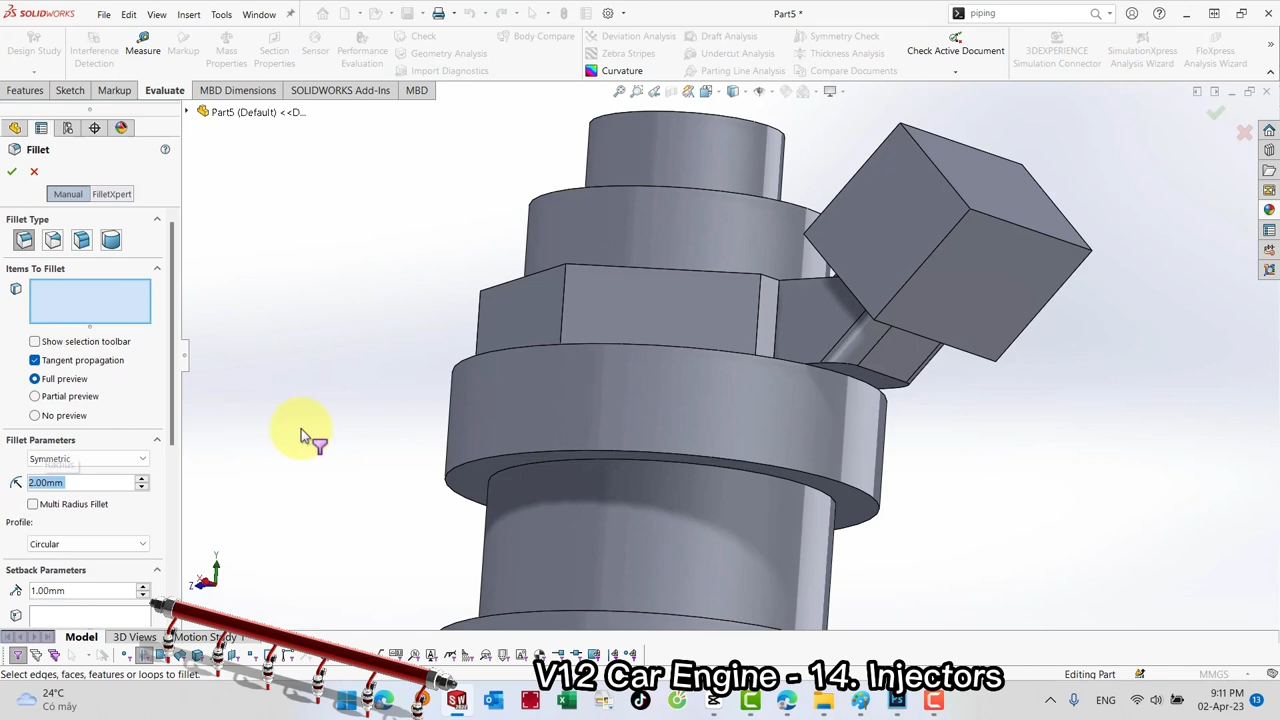 SOLIDWORKS File Edit View Insert Tools Window Part5 * piping
Design Study Interference Detection Measure Markup Mass Properties Section Properties Sensor Performance Evaluation Check Geometry Analysis Import Diagnostics Body Compare Deviation Analysis Zebra Stripes Curvature Draft Analysis Undercut Analysis Parting Line Analysis Symmetry Check Thickness Analysis Compare Documents Check Active Document 3DEXPERIENCE Simulation Connector SimulationXpress Analysis Wizard FloXpress Analysis Wizard
Features Sketch Markup Evaluate MBD Dimensions SOLIDWORKS Add-Ins MBD
Part5 (Default) <<D...
Fillet
Manual FilletXpert
Fillet Type
Items To Fillet
Show selection toolbar
Tangent propagation
Full preview
Partial preview
No preview
Fillet Parameters
Symmetric
Radius
2.00mm
Multi Radius Fillet
Profile:
Circular
Setback Parameters
1.00mm
Y
X
Z
Model 3D Views Motion Study 1
Select edges, faces, features or loops to fillet. Editing Part MMGS
V12 Car Engine - 14. Injectors
24°C
Có mây
ENG 9:11 PM
02-Apr-23
13